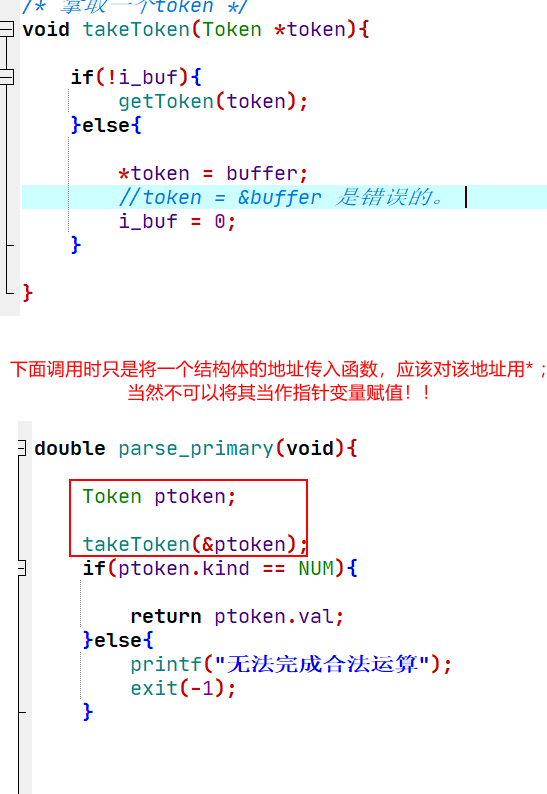 /* 拿取一个token */
void takeToken(Token *token){
if(!i_buf){
getToken(token);
}else{
*token = buffer;
//token = &buffer 是错误的。
i_buf = 0;
}
}
下面调用时只是将一个结构体的地址传入函数，应该对该地址用*；
当然不可以将其当作指针变量赋值！！
double parse_primary(void){
Token ptoken;
takeToken(&ptoken);
if(ptoken.kind == NUM){
return ptoken.val;
}else{
printf("无法完成合法运算");
exit(-1);
}